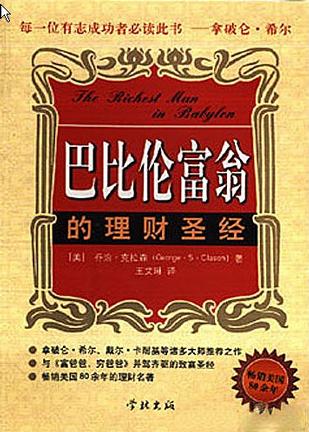 每一位有志成功者必读此书 ——拿破仑·希尔
The Richest Man
in Babylon
巴比伦富翁
的理财圣经
[美] 乔治·克拉森 (George·S·Clason) 著
王艾琍 译
拿破仑·希尔、戴尔·卡耐基等诸多大师推荐之作
与《富爸爸、穷爸爸》并驾齐驱的致富圣经
畅销美国80余年的理财名著
畅销美国
80余年
学林出版